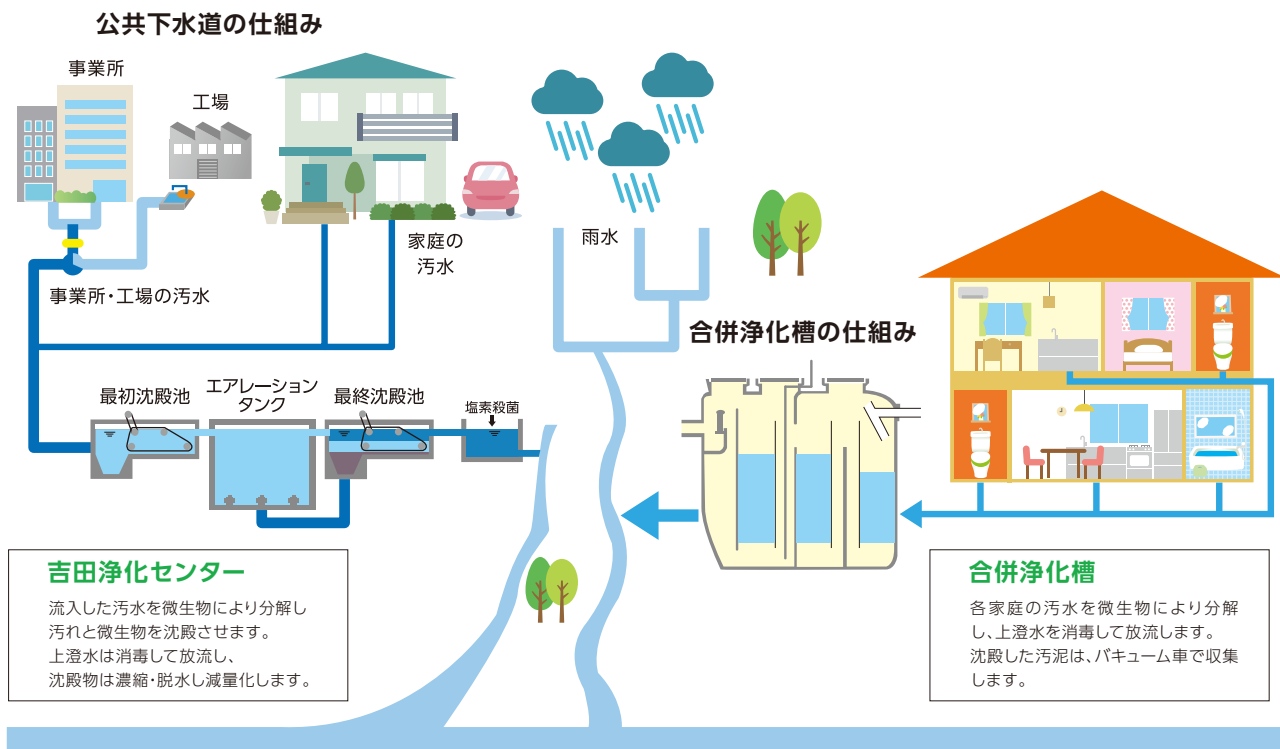 公共下水道の仕組み
事業所
工場
家庭の
汚水
雨水
事業所・工場の汚水
合併浄化槽の仕組み
最初沈殿池
エアレーション
タンク
最終沈殿池
塩素殺菌
吉田浄化センター
流入した汚水を微生物により分解し
汚れと微生物を沈殿させます。
上澄水は消毒して放流し、
沈殿物は濃縮・脱水し減量化します。
合併浄化槽
各家庭の汚水を微生物により分解
し、上澄水を消毒して放流します。
沈殿した汚泥は、バキューム車で収集
します。